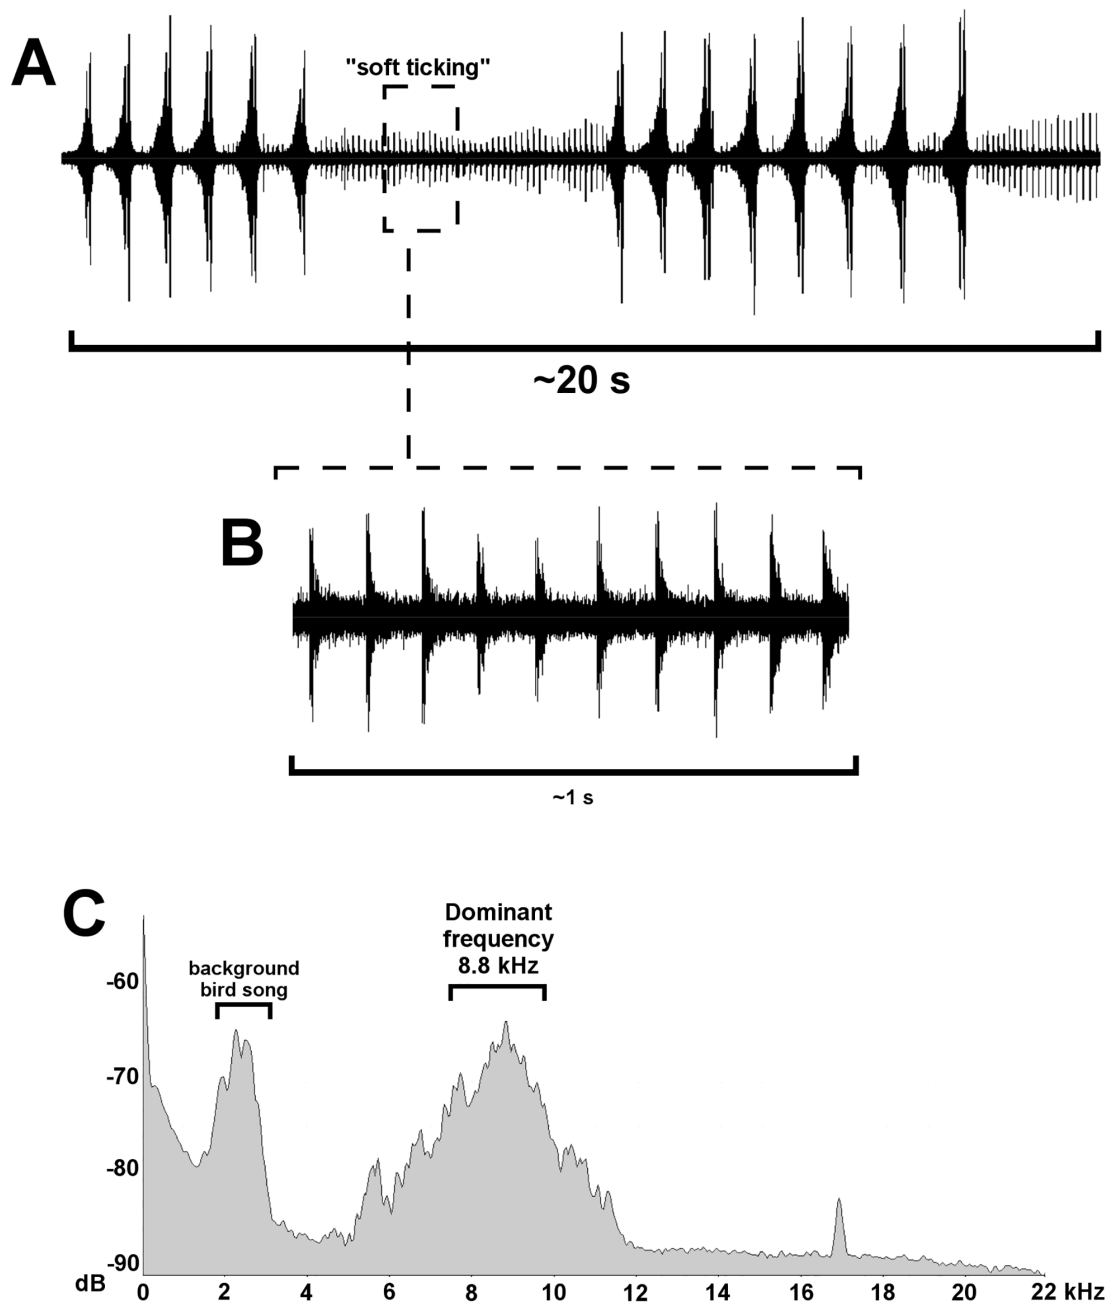 A
"soft ticking"
~20 s
B
~1 s
C
Dominant
frequency
8.8 kHz
background
bird song
-60
-70
-80
-90
dB
0 2 4 6 8 10 12 14 16 18 20 22 kHz